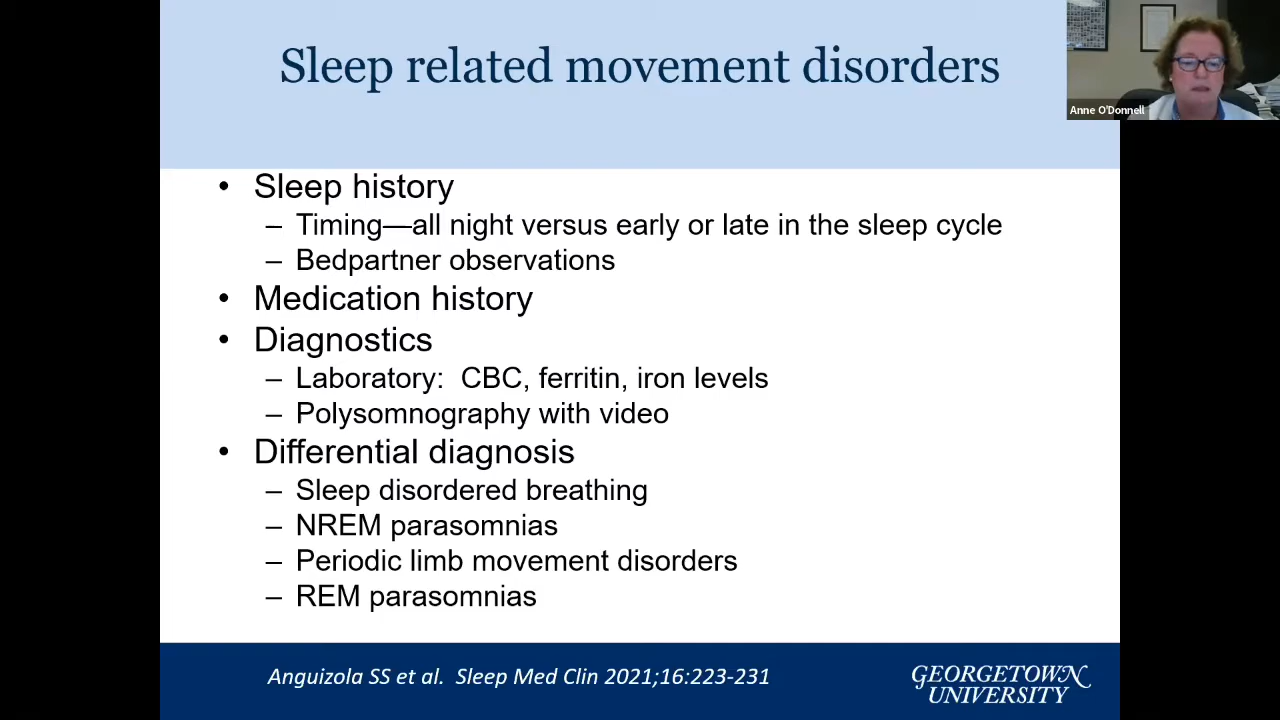 Sleep related movement disorders
Anne O'Donnell
• Sleep history
– Timing—all night versus early or late in the sleep cycle
– Bedpartner observations
• Medication history
• Diagnostics
– Laboratory:  CBC, ferritin, iron levels
– Polysomnography with video
• Differential diagnosis
– Sleep disordered breathing
– NREM parasomnias
– Periodic limb movement disorders
– REM parasomnias
Anguizola SS et al.  Sleep Med Clin 2021;16:223-231
GEORGETOWN
UNIVERSITY